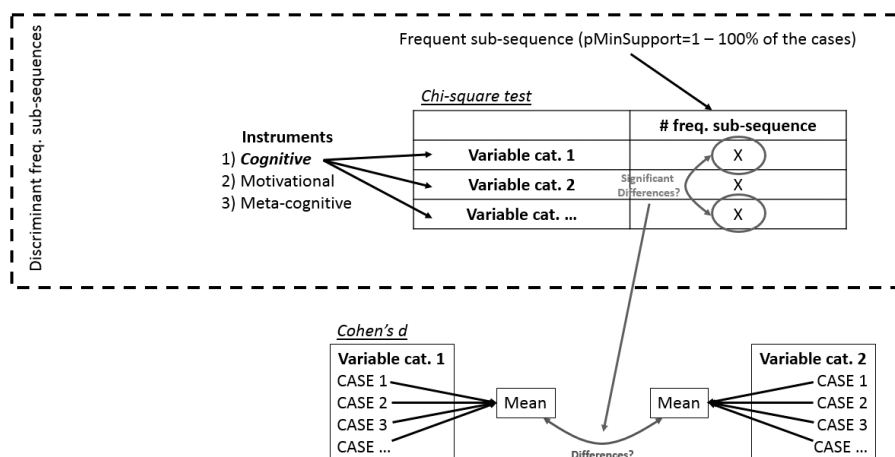 Discriminant freq. sub-sequences
Frequent sub-sequence (pMinSupport=1 – 100% of the cases)
Chi-square test
# freq. sub-sequence
Instruments
1) Cognitive
2) Motivational
3) Meta-cognitive
Variable cat. 1
X
Variable cat. 2
X
Variable cat. ...
X
Significant
Differences?
Cohen's d
Variable cat. 1
CASE 1
CASE 2
CASE 3
CASE ...
Mean
Mean
Variable cat. 2
CASE 1
CASE 2
CASE 3
CASE ...
Differences?